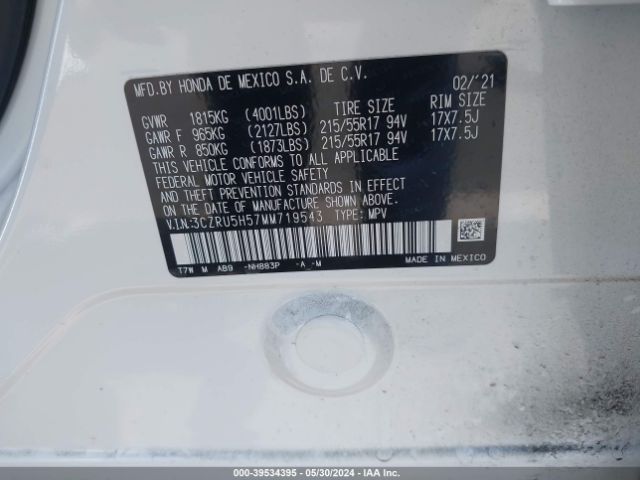 MFD.BY HONDA DE MEXICO S.A. DE C.V. 02/'21
GVWR 1815KG (4001LBS) TIRE SIZE RIM SIZE
GAWR F 965KG (2127LBS) 215/55R17 94V 17X7.5J
GAWR R 850KG (1873LBS) 215/55R17 94V 17X7.5J
THIS VEHICLE CONFORMS TO ALL APPLICABLE
FEDERAL MOTOR VEHICLE SAFETY
AND THEFT PREVENTION STANDARDS IN EFFECT
ON THE DATE OF MANUFACTURE SHOWN ABOVE.
V.I.N:3CZRU5H57MM719543 TYPE:MPV
T7W M AB9 -NH883P -A -M MADE IN MEXICO
000-39534395 - 05/30/2024 - IAA Inc.